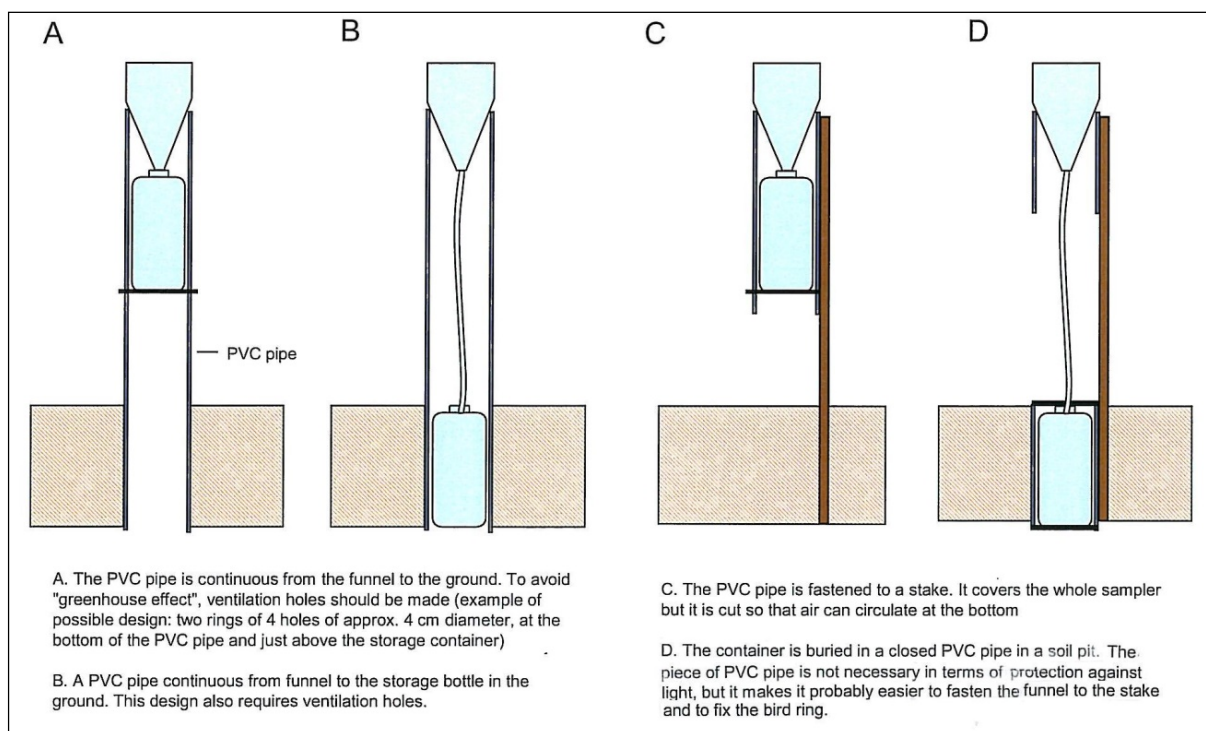 A
B
C
D
PVC pipe
A. The PVC pipe is continuous from the funnel to the ground. To avoid
"greenhouse effect", ventilation holes should be made (example of
possible design: two rings of 4 holes of approx. 4 cm diameter, at the
bottom of the PVC pipe and just above the storage container)
B. A PVC pipe continuous from funnel to the storage bottle in the
ground. This design also requires ventilation holes.
C. The PVC pipe is fastened to a stake. It covers the whole sampler
but it is cut so that air can circulate at the bottom
D. The container is buried in a closed PVC pipe in a soil pit. The
piece of PVC pipe is not necessary in terms of protection against
light, but it makes it probably easier to fasten the funnel to the stake
and to fix the bird ring.